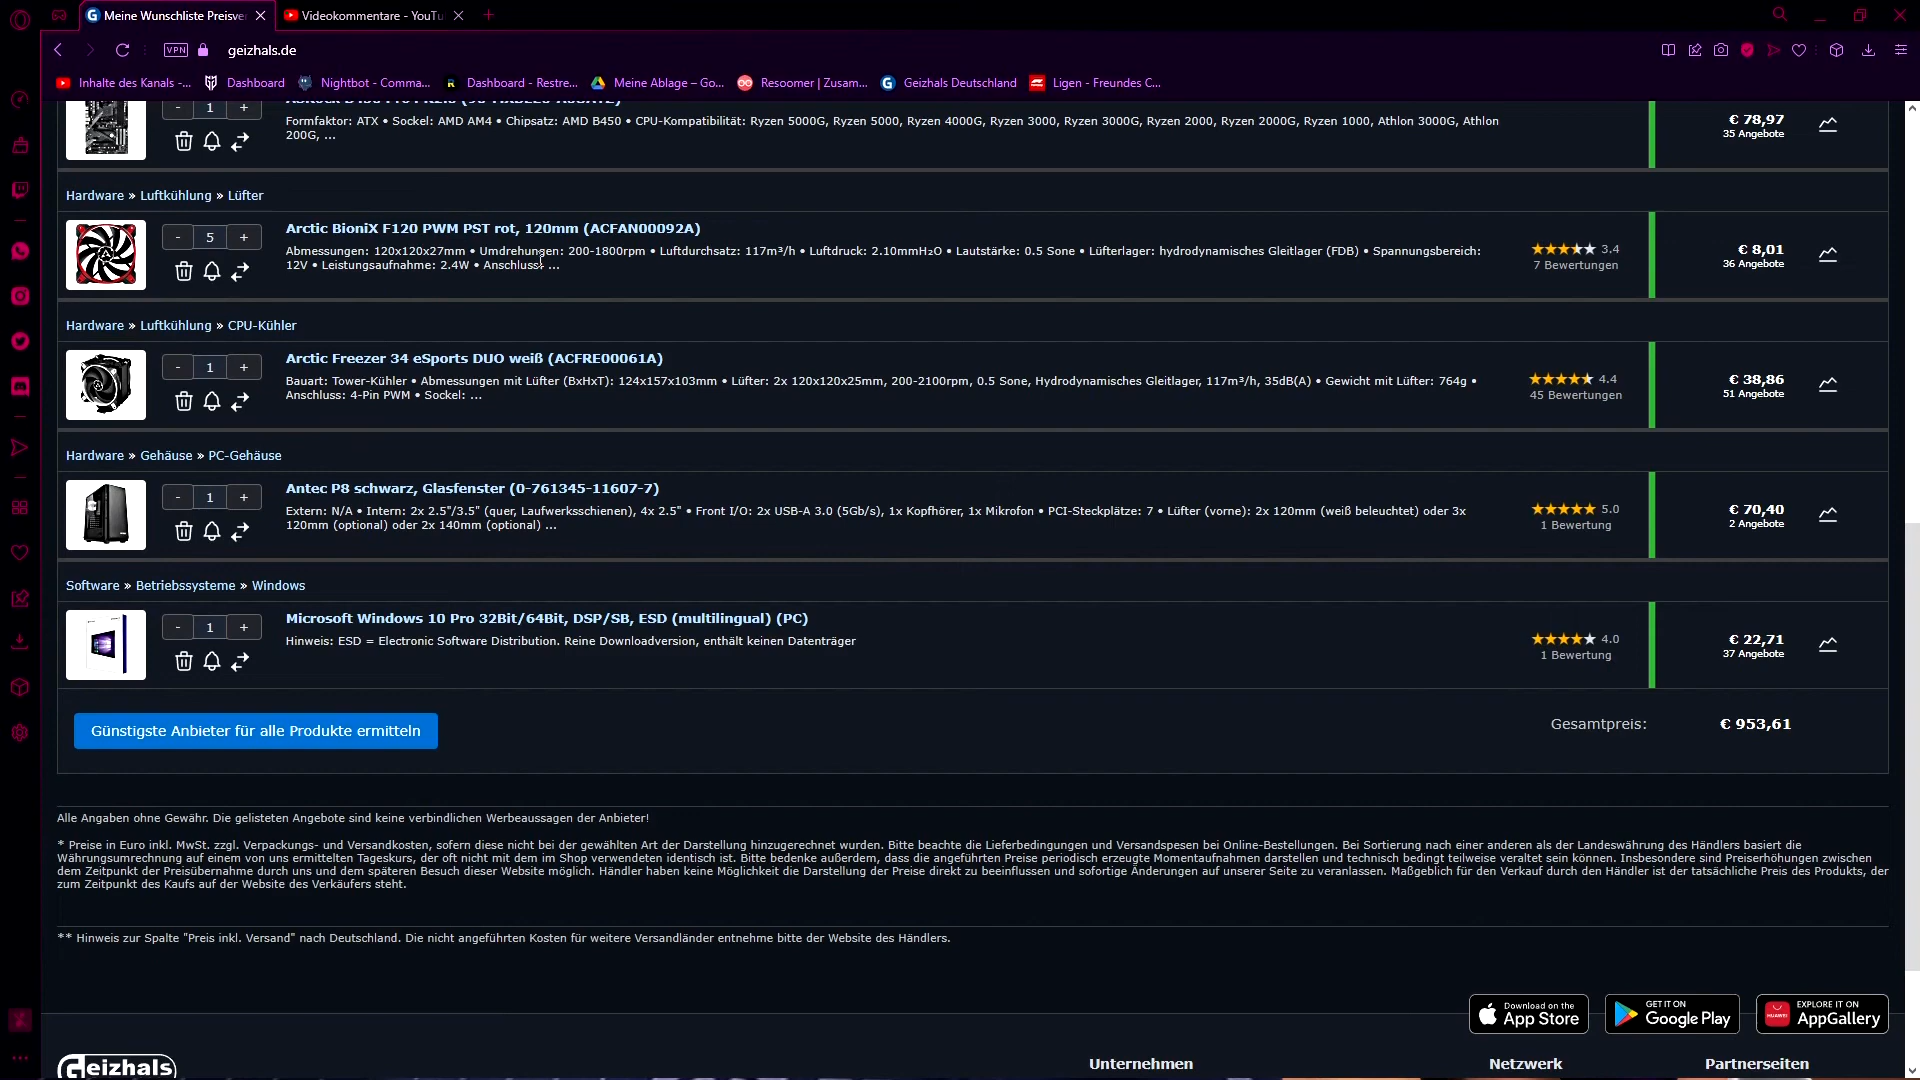 Meine Wunschliste Preisver
Videokommentare - YouTu
VPN
geizhals.de
Inhalte des Kanals -...
Dashboard
Nightbot - Comma...
Dashboard - Restre...
Meine Ablage – Go...
Resoomer | Zusam...
Geizhals Deutschland
Ligen - Freundes C...
- 1 +
Formfaktor: ATX • Sockel: AMD AM4 • Chipsatz: AMD B450 • CPU-Kompatibilität: Ryzen 5000G, Ryzen 5000, Ryzen 4000G, Ryzen 3000, Ryzen 3000G, Ryzen 2000, Ryzen 2000G, Ryzen 1000, Athlon 3000G, Athlon
200G, ...
€ 78,97
35 Angebote
Hardware » Luftkühlung » Lüfter
- 5 +
Arctic BioniX F120 PWM PST rot, 120mm (ACFAN00092A)
Abmessungen: 120x120x27mm • Umdrehungen: 200-1800rpm • Luftdurchsatz: 117m³/h • Luftdruck: 2.10mmH₂O • Lautstärke: 0.5 Sone • Lüfterlager: hydrodynamisches Gleitlager (FDB) • Spannungsbereich:
12V • Leistungsaufnahme: 2.4W • Anschluss: ...
3.4
7 Bewertungen
€ 8,01
36 Angebote
Hardware » Luftkühlung » CPU-Kühler
- 1 +
Arctic Freezer 34 eSports DUO weiß (ACFRE00061A)
Bauart: Tower-Kühler • Abmessungen mit Lüfter (BxHxT): 124x157x103mm • Lüfter: 2x 120x120x25mm, 200-2100rpm, 0.5 Sone, Hydrodynamisches Gleitlager, 117m³/h, 35dB(A) • Gewicht mit Lüfter: 764g •
Anschluss: 4-Pin PWM • Sockel: ...
4.4
45 Bewertungen
€ 38,86
51 Angebote
Hardware » Gehäuse » PC-Gehäuse
- 1 +
Antec P8 schwarz, Glasfenster (0-761345-11607-7)
Extern: N/A • Intern: 2x 2.5"/3.5" (quer, Laufwerksschienen), 4x 2.5" • Front I/O: 2x USB-A 3.0 (5Gb/s), 1x Kopfhörer, 1x Mikrofon • PCI-Steckplätze: 7 • Lüfter (vorne): 2x 120mm (weiß beleuchtet) oder 3x
120mm (optional) oder 2x 140mm (optional) ...
5.0
1 Bewertung
€ 70,40
2 Angebote
Software » Betriebssysteme » Windows
- 1 +
Microsoft Windows 10 Pro 32Bit/64Bit, DSP/SB, ESD (multilingual) (PC)
Hinweis: ESD = Electronic Software Distribution. Reine Downloadversion, enthält keinen Datenträger
4.0
1 Bewertung
€ 22,71
37 Angebote
Günstigste Anbieter für alle Produkte ermitteln
Gesamtpreis: € 953,61
Alle Angaben ohne Gewähr. Die gelisteten Angebote sind keine verbindlichen Werbeaussagen der Anbieter!
* Preise in Euro inkl. MwSt. zzgl. Verpackungs- und Versandkosten, sofern diese nicht bei der gewählten Art der Darstellung hinzugerechnet wurden. Bitte beachte die Lieferbedingungen und Versandspesen bei Online-Bestellungen. Bei Sortierung nach einer anderen als der Landeswährung des Händlers basiert die
Währungsumrechnung auf einem von uns ermittelten Tageskurs, der oft nicht mit dem im Shop verwendeten identisch ist. Bitte bedenke außerdem, dass die angeführten Preise periodisch erzeugte Momentaufnahmen darstellen und technisch bedingt teilweise veraltet sein können. Insbesondere sind Preiserhöhungen zwischen
dem Zeitpunkt der Preisübernahme durch uns und dem späteren Besuch dieser Website möglich. Händler haben keine Möglichkeit die Darstellung der Preise direkt zu beeinflussen und sofortige Änderungen auf unserer Seite zu veranlassen. Maßgeblich für den Verkauf durch den Händler ist der tatsächliche Preis des Produkts, der
zum Zeitpunkt des Kaufs auf der Website des Verkäufers steht.
** Hinweis zur Spalte "Preis inkl. Versand" nach Deutschland. Die nicht angeführten Kosten für weitere Versandländer entnehme bitte der Website des Händlers.
Download on the
App Store
GET IT ON
Google Play
HUAWEI
EXPLORE IT ON
AppGallery
Geizhals
Unternehmen
Netzwerk
Partnerseiten